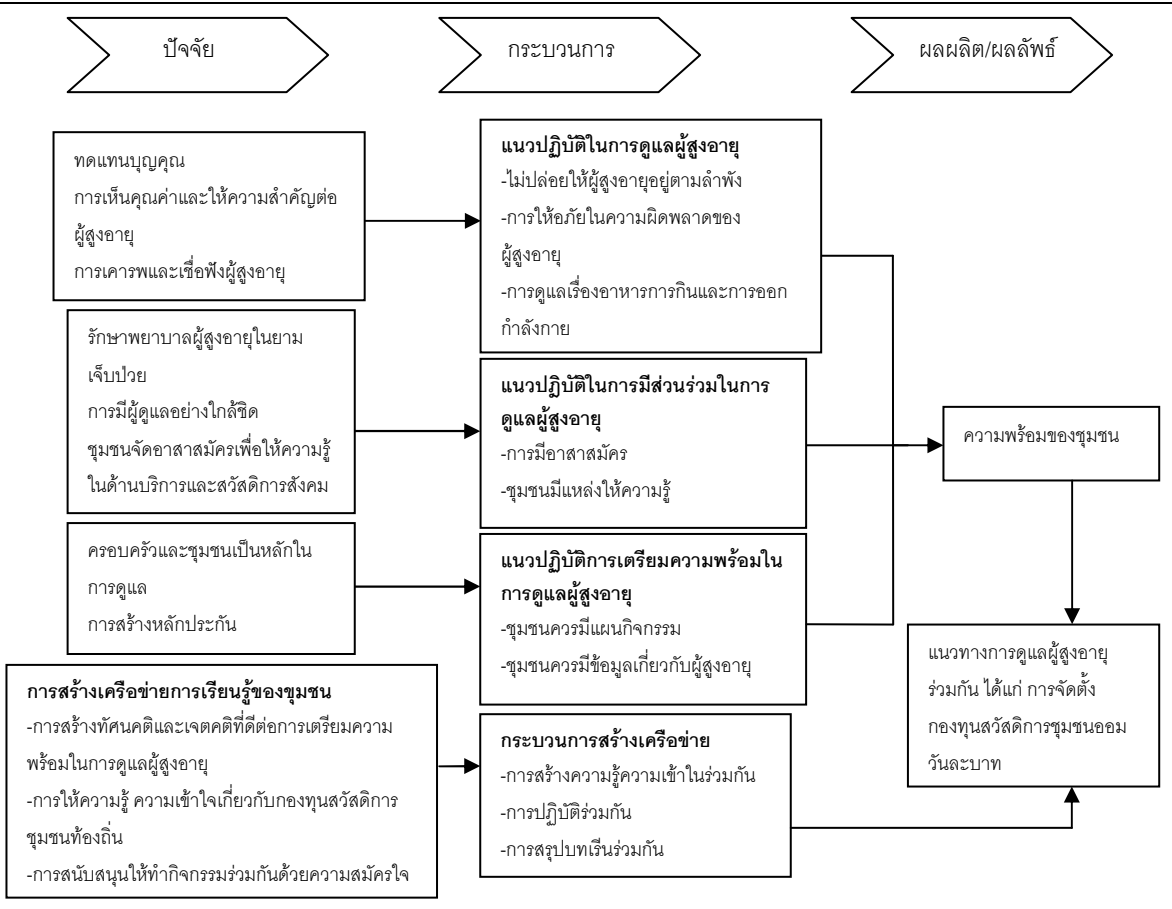 ปัจจัย
กระบวนการ
ผลผลิต/ผลลัพธ์
ทดแทนบุญคุณ
การเห็นคุณค่าและให้ความสำคัญต่อ
ผู้สูงอายุ
การเคารพและเชื่อฟังผู้สูงอายุ
แนวปฏิบัติในการดูแลผู้สูงอายุ
-ไม่ปล่อยให้ผู้สูงอายุอยู่ตามลำพัง
-การให้อภัยในความผิดพลาดของ
ผู้สูงอายุ
-การดูแลเรื่องอาหารการกินและการออก
กำลังกาย
รักษาพยาบาลผู้สูงอายุในยาม
เจ็บป่วย
การมีผู้ดูแลอย่างใกล้ชิด
ชุมชนจัดอาสาสมัครเพื่อให้ความรู้
ในด้านบริการและสวัสดิการสังคม
แนวปฏิบัติในการมีส่วนร่วมในการ
ดูแลผู้สูงอายุ
-การมีอาสาสมัคร
-ชุมชนมีแหล่งให้ความรู้
ความพร้อมของชุมชน
ครอบครัวและชุมชนเป็นหลักใน
การดูแล
การสร้างหลักประกัน
แนวปฏิบัติการเตรียมความพร้อมใน
การดูแลผู้สูงอายุ
-ชุมชนควรมีแผนกิจกรรม
-ชุมชนควรมีข้อมูลเกี่ยวกับผู้สูงอายุ
แนวทางการดูแลผู้สูงอายุ
ร่วมกัน ได้แก่ การจัดตั้ง
กองทุนสวัสดิการชุมชนออม
วันละบาท
การสร้างเครือข่ายการเรียนรู้ของชุมชน
-การสร้างทัศนคติและเจตคติที่ดีต่อการเตรียมความ
พร้อมในการดูแลผู้สูงอายุ
-การให้ความรู้ ความเข้าใจเกี่ยวกับกองทุนสวัสดิการ
ชุมชนท้องถิ่น
-การสนับสนุนให้ทำกิจกรรมร่วมกันด้วยความสมัครใจ
กระบวนการสร้างเครือข่าย
-การสร้างความรู้ความเข้าในร่วมกัน
-การปฏิบัติร่วมกัน
-การสรุปบทเรีนร่วมกัน